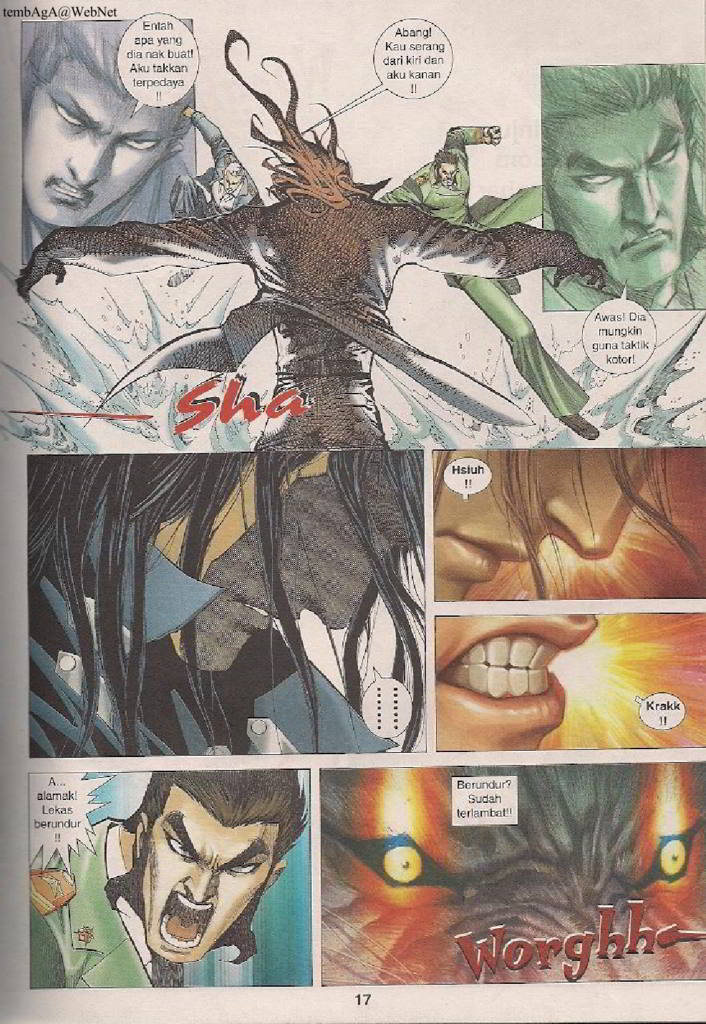 tembAgA@WebNet
Entah
apa yang
dia nak buat!
Aku takkan
terpedaya
!!
Abang!
Kau serang
dari kiri dan
aku kanan
!!
Awas! Dia
mungkin
guna taktik
kotor!
Sha
Hsiuh
!!
Krakk
!!
A...
alamak!
Lekas
berundur
!!
Berundur?
Sudah
terlambat!!
Worghh
17